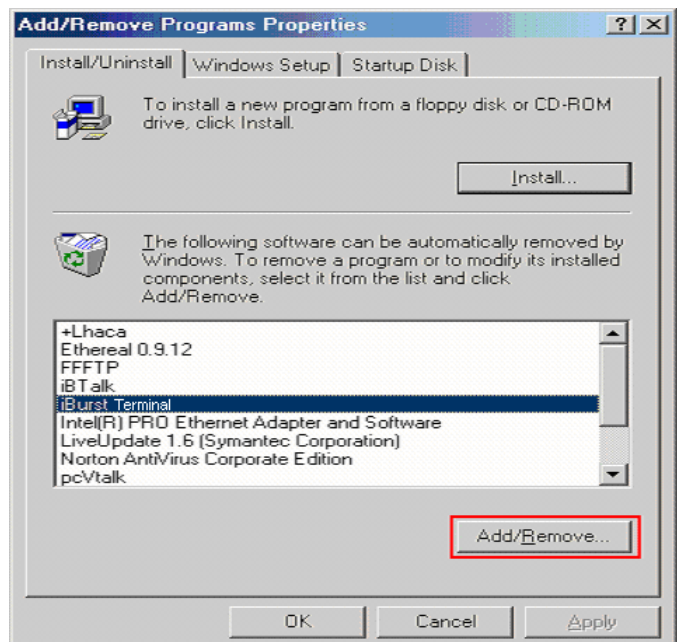 Add/Remove Programs Properties
Install/Uninstall
Windows Setup
Startup Disk
To install a new program from a floppy disk or CD-ROM
drive, click Install.
Install...
The following software can be automatically removed by
Windows. To remove a program or to modify its installed
components, select it from the list and click
Add/Remove.
+Lhaca
Ethereal 0.9.12
FFFTP
iBTalk
iBurst Terminal
Intel(R) PRO Ethernet Adapter and Software
LiveUpdate 1.6 (Symantec Corporation)
Norton AntiVirus Corporate Edition
pcVtalk
Add/Remove...
OK
Cancel
Apply